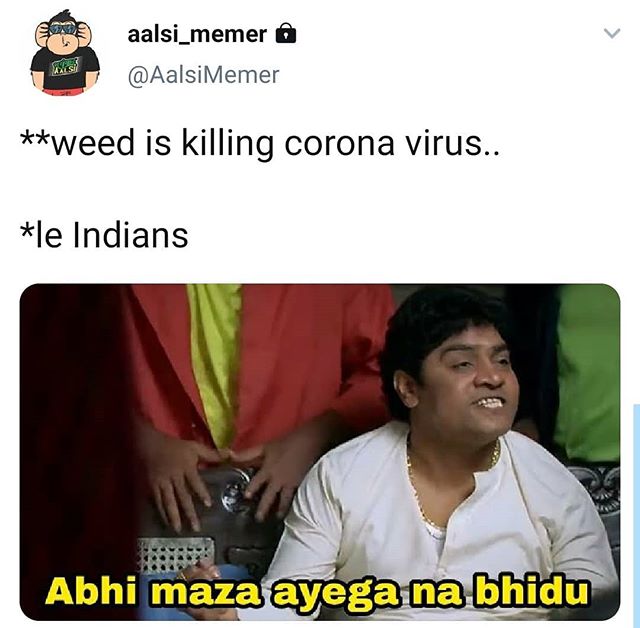 aalsi_memer
@AalsiMemer
**weed is killing corona virus..
*le Indians
Abhi maza ayega na bhidu